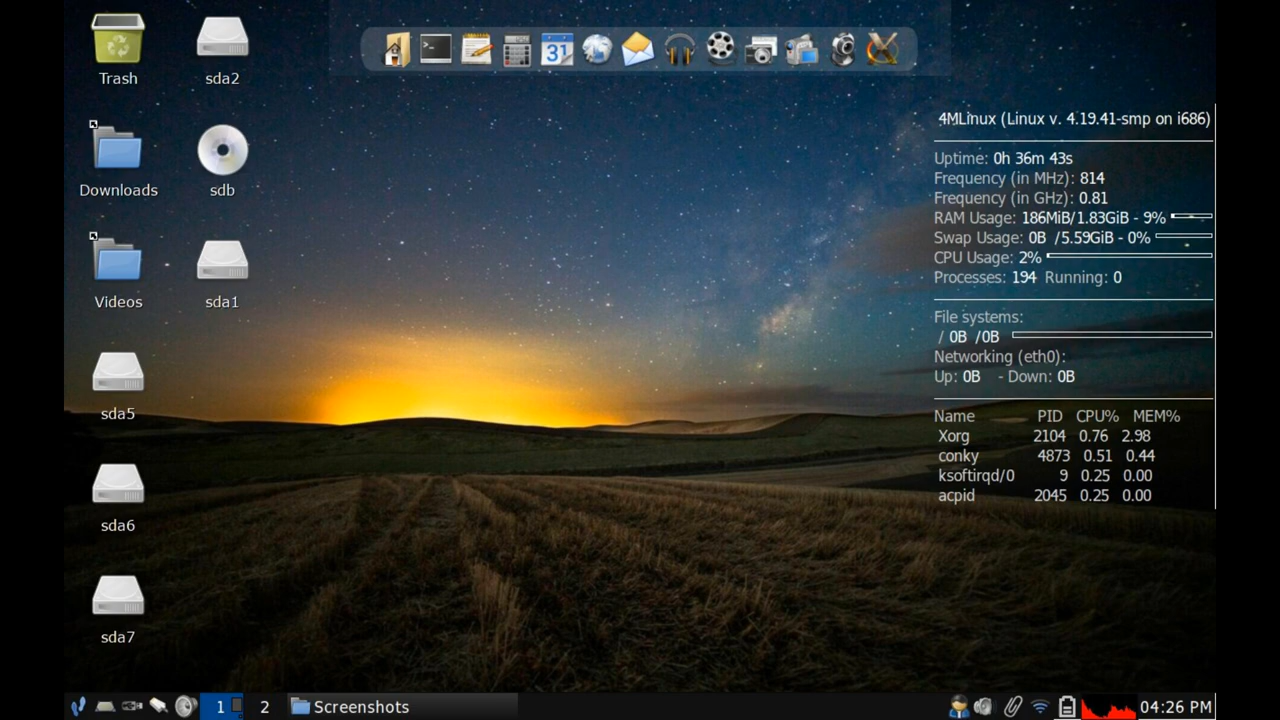 Trash
sda2
Downloads
sdb
Videos
sda1
sda5
sda6
sda7
31
4MLinux (Linux v. 4.19.41-smp on i686)
Uptime: 0h 36m 43s
Frequency (in MHz): 814
Frequency (in GHz): 0.81
RAM Usage: 186MiB/1.83GiB - 9%
Swap Usage: 0B /5.59GiB - 0%
CPU Usage: 2%
Processes: 194 Running: 0
File systems:
/ 0B /0B
Networking (eth0):
Up: 0B - Down: 0B
Name PID CPU% MEM%
Xorg 2104 0.76 2.98
conky 4873 0.51 0.44
ksoftirqd/0 9 0.25 0.00
acpid 2045 0.25 0.00
1 2 Screenshots 04:26 PM